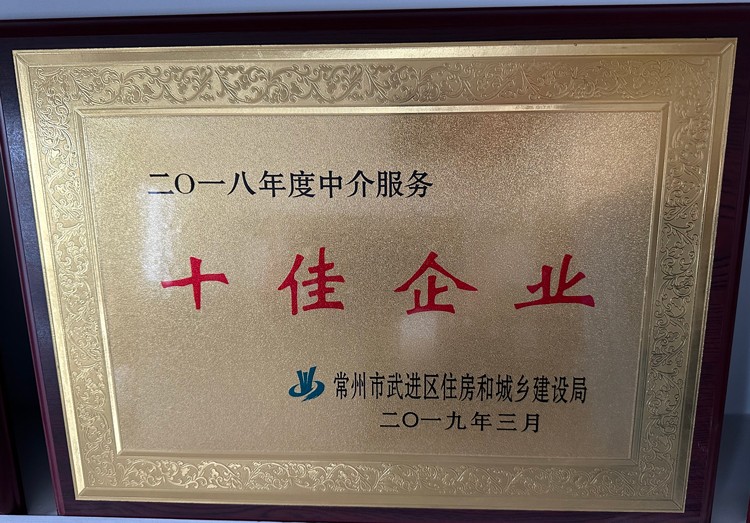 二〇一八年度中介服务
十佳企业
常州市武进区住房和城乡建设局
二〇一九年三月